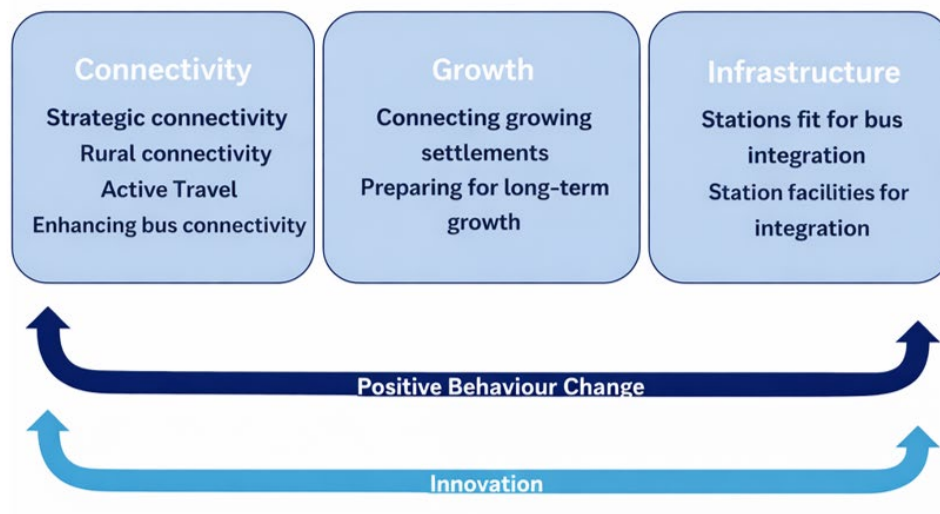 Connectivity
Strategic connectivity
Rural connectivity
Active Travel
Enhancing bus connectivity
Growth
Connecting growing
settlements
Preparing for long-term
growth
Infrastructure
Stations fit for bus
integration
Station facilities for
integration
Positive Behaviour Change
Innovation